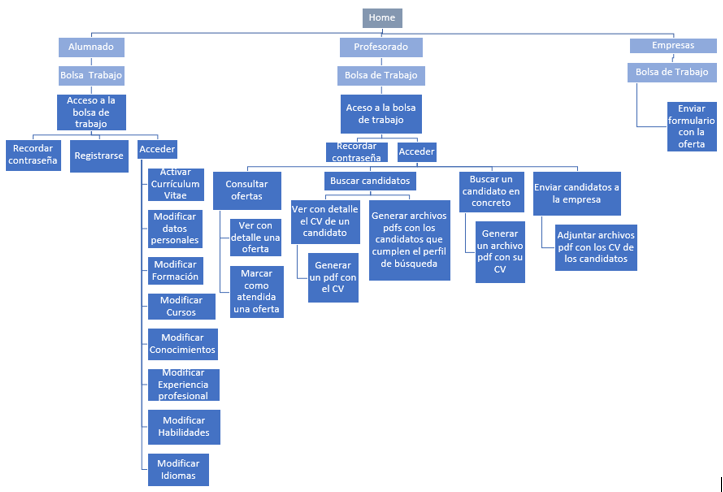 Home
Alumnado
Profesorado
Empresas
Bolsa Trabajo
Bolsa de Trabajo
Bolsa de Trabajo
Acceso a la
bolsa de
trabajo
Aceso a la bolsa
de trabajo
Enviar
formulario
con la
oferta
Recordar
contraseña
Registrarse
Acceder
Recordar
contraseña
Acceder
Activar
Currículum
Vitae
Modificar
datos
personales
Modificar
Formación
Modificar
Cursos
Modificar
Conocimientos
Modificar
Experiencia
profesional
Modificar
Habilidades
Modificar
Idiomas
Consultar
ofertas
Ver con
detalle una
oferta
Marcar
como
atendida
una oferta
Buscar candidatos
Ver con detalle
el CV de un
candidato
Generar
un pdf con
el CV
Generar archivos
pdfs con los
candidatos que
cumplen el perfil
de búsqueda
Buscar un
candidato en
concreto
Generar
un archivo
pdf con su
CV
Enviar candidatos a
la empresa
Adjuntar archivos
pdf con los CV de
los candidatos